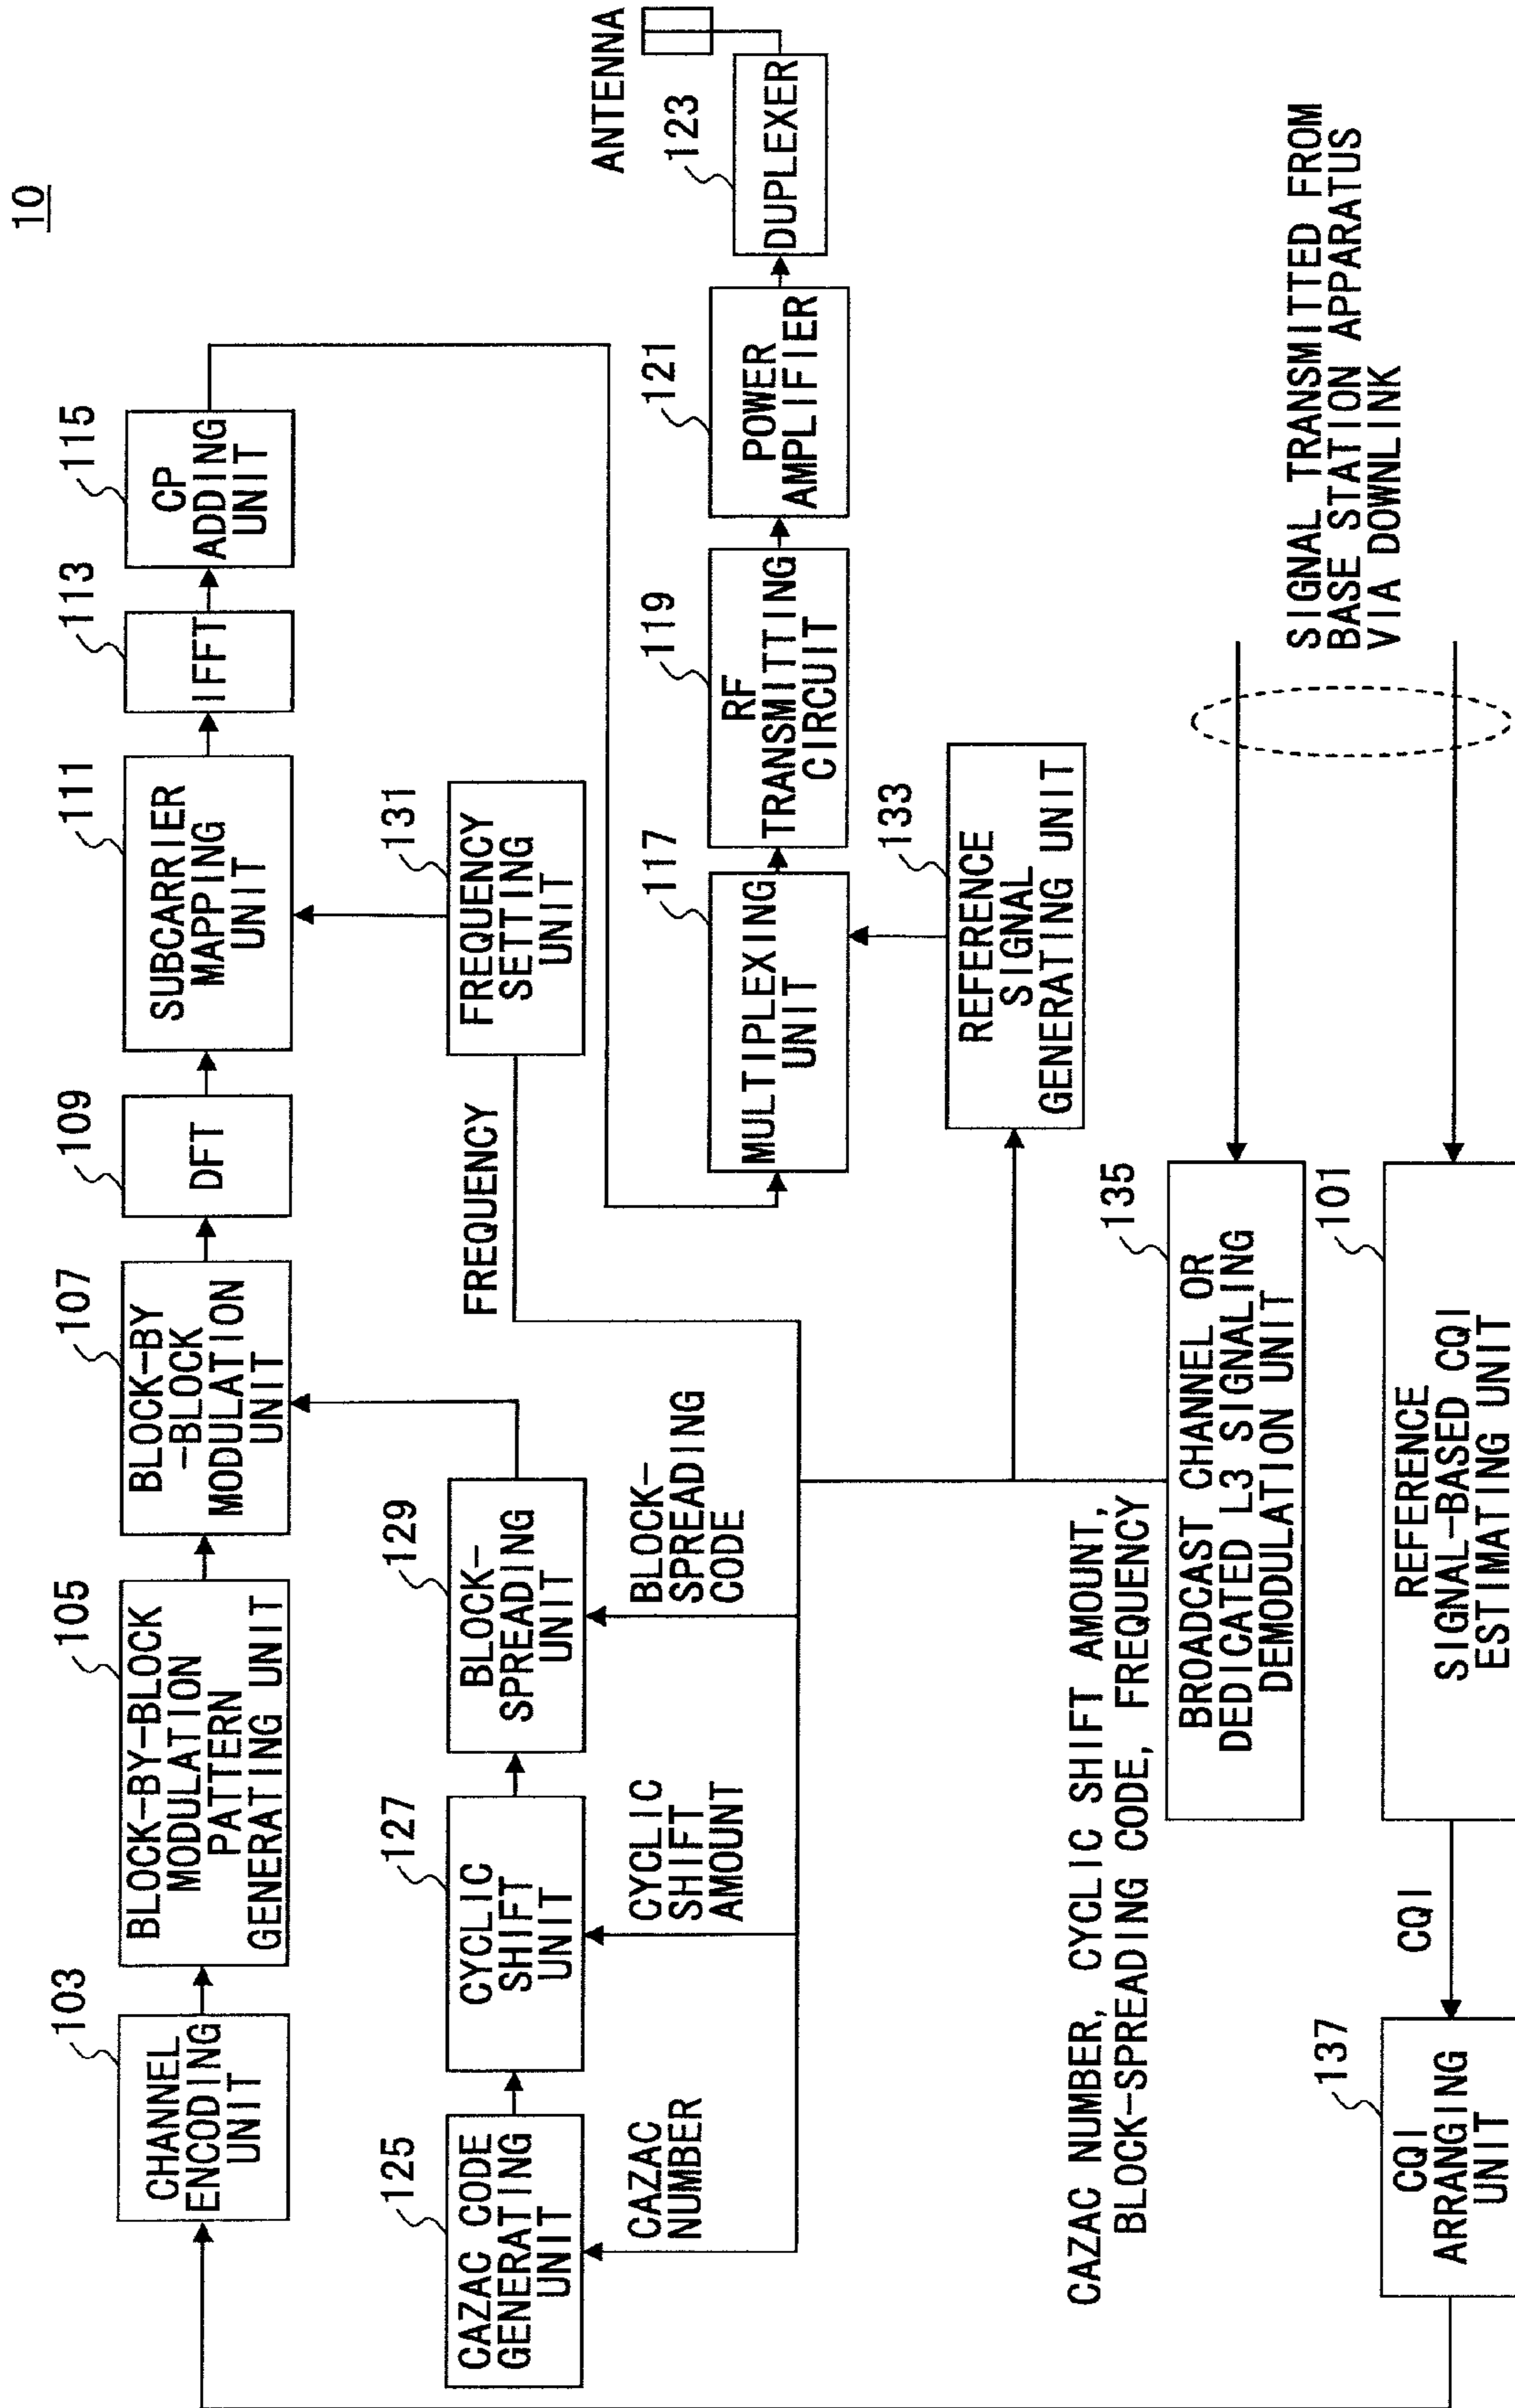 10
103
CHANNEL
ENCODING
UNIT
105
BLOCK-BY-BLOCK
MODULATION
PATTERN
GENERATING UNIT
107
BLOCK-BY
-BLOCK
MODULATION
UNIT
109
DFT
111
SUBCARRIER
MAPPING
UNIT
113
IFFT
115
CP
ADDING
UNIT
125
CAZAC CODE
GENERATING
UNIT
127
CYCLIC
SHIFT
UNIT
129
BLOCK-
SPREADING
UNIT
FREQUENCY
131
FREQUENCY
SETTING
UNIT
CAZAC
NUMBER
CYCLIC
SHIFT
AMOUNT
BLOCK-
SPREADING
CODE
117
MULTIPLEXING
UNIT
119
RF
TRANSMITTING
CIRCUIT
121
POWER
AMPLIFIER
123
DUPLEXER
ANTENNA
133
REFERENCE
SIGNAL
GENERATING UNIT
CAZAC NUMBER, CYCLIC SHIFT AMOUNT,
BLOCK-SPREADING CODE, FREQUENCY
135
BROADCAST CHANNEL OR
DEDICATED L3 SIGNALING
DEMODULATION UNIT
SIGNAL TRANSMITTED FROM
BASE STATION APPARATUS
VIA DOWNLINK
137
CQI
ARRANGING
UNIT
CQI
101
REFERENCE
SIGNAL-BASED CQI
ESTIMATING UNIT